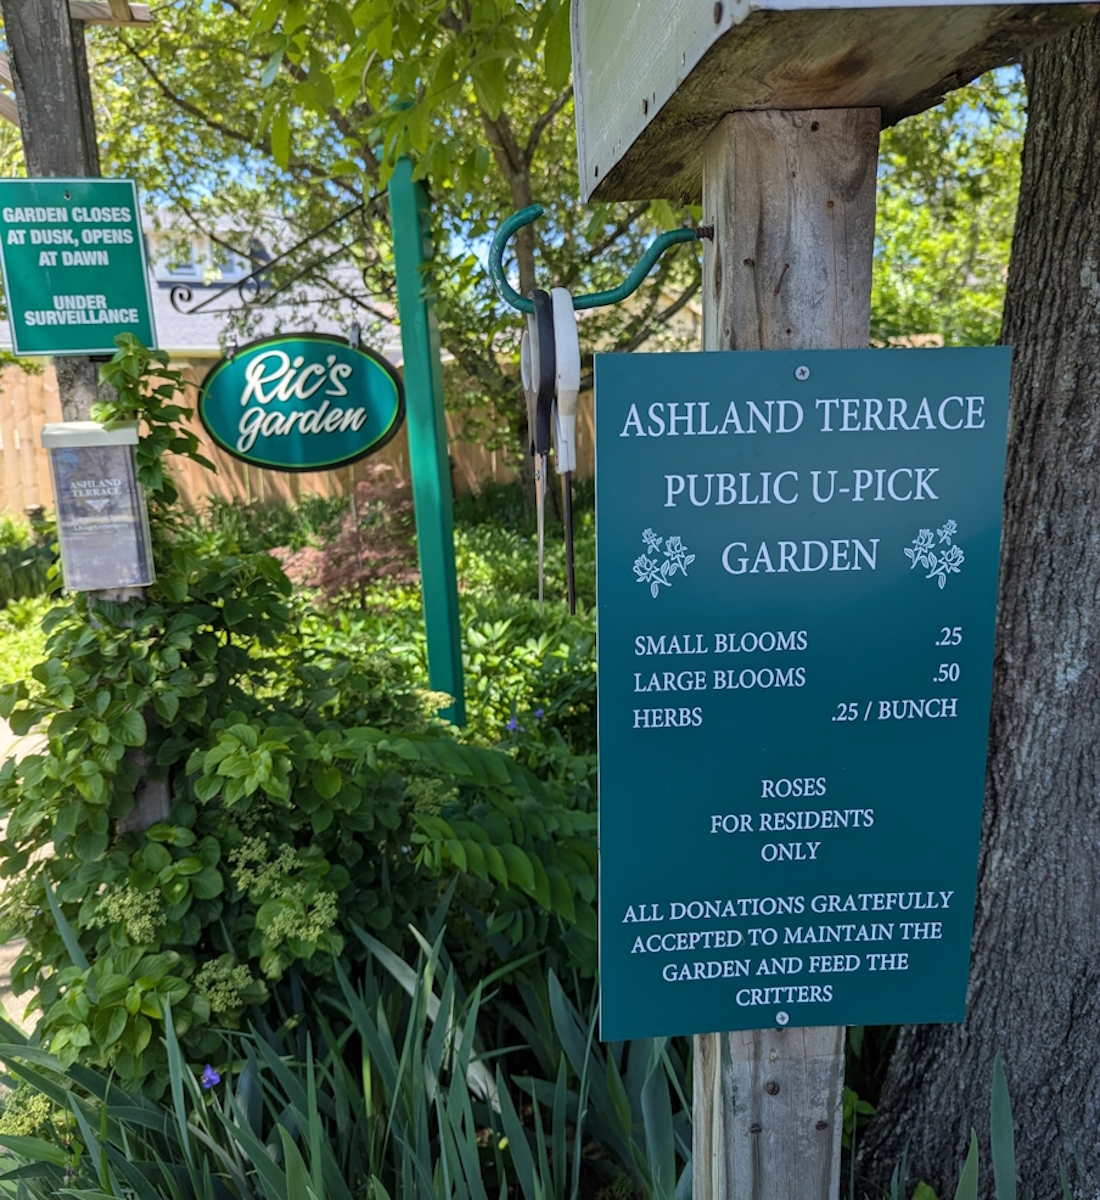 GARDEN CLOSES
AT DUSK, OPENS
AT DAWN
UNDER
SURVEILLANCE
Ric's
garden
ASHLAND
TERRACE
ASHLAND TERRACE
PUBLIC U-PICK
GARDEN
SMALL BLOOMS .25
LARGE BLOOMS .50
HERBS .25 / BUNCH
ROSES
FOR RESIDENTS
ONLY
ALL DONATIONS GRATEFULLY
ACCEPTED TO MAINTAIN THE
GARDEN AND FEED THE
CRITTERS